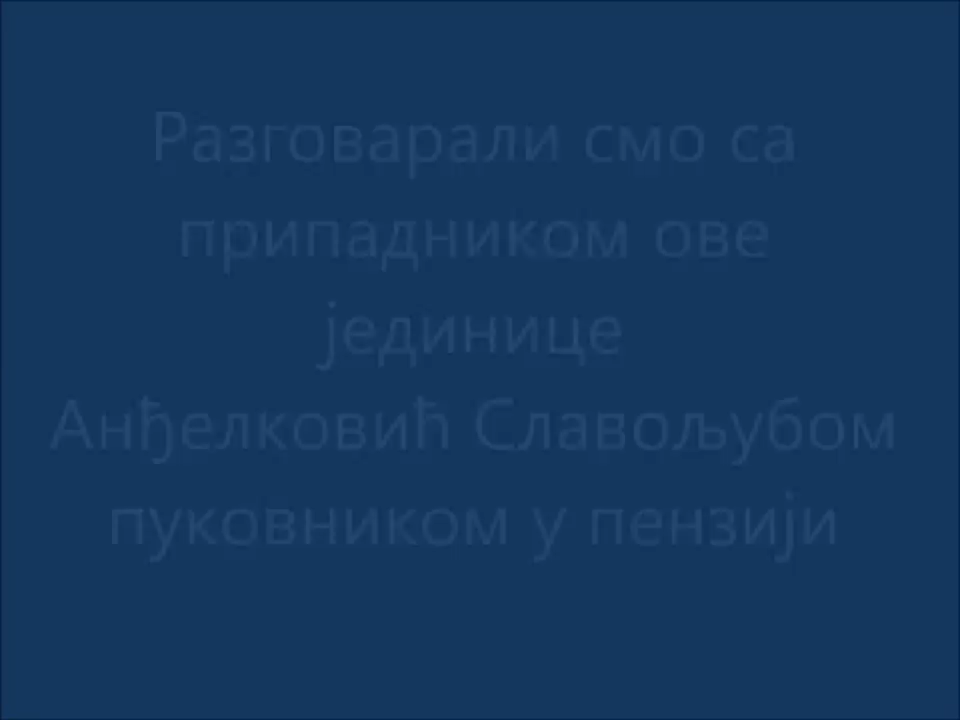 Разговарали смо са
припадником ове
јединице
Анђелковић Славољубом
пуковником у пензији